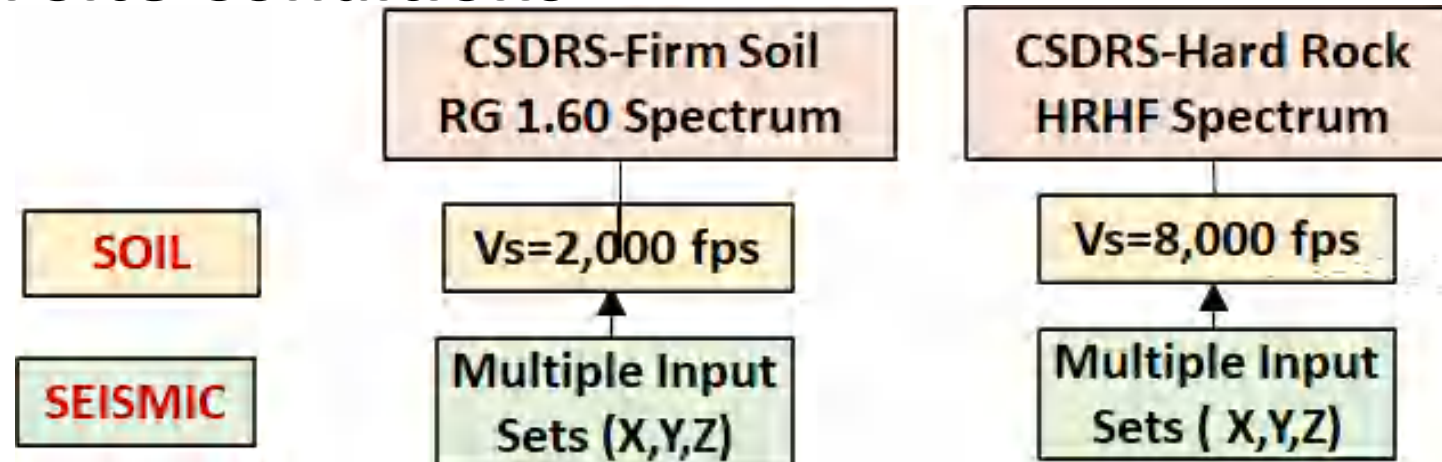 CSDRS-Firm Soil
RG 1.60 Spectrum
CSDRS-Hard Rock
HRHF Spectrum
SOIL
Vs=2,000 fps
Vs=8,000 fps
SEISMIC
Multiple Input
Sets (X,Y,Z)
Multiple Input
Sets ( X,Y,Z)